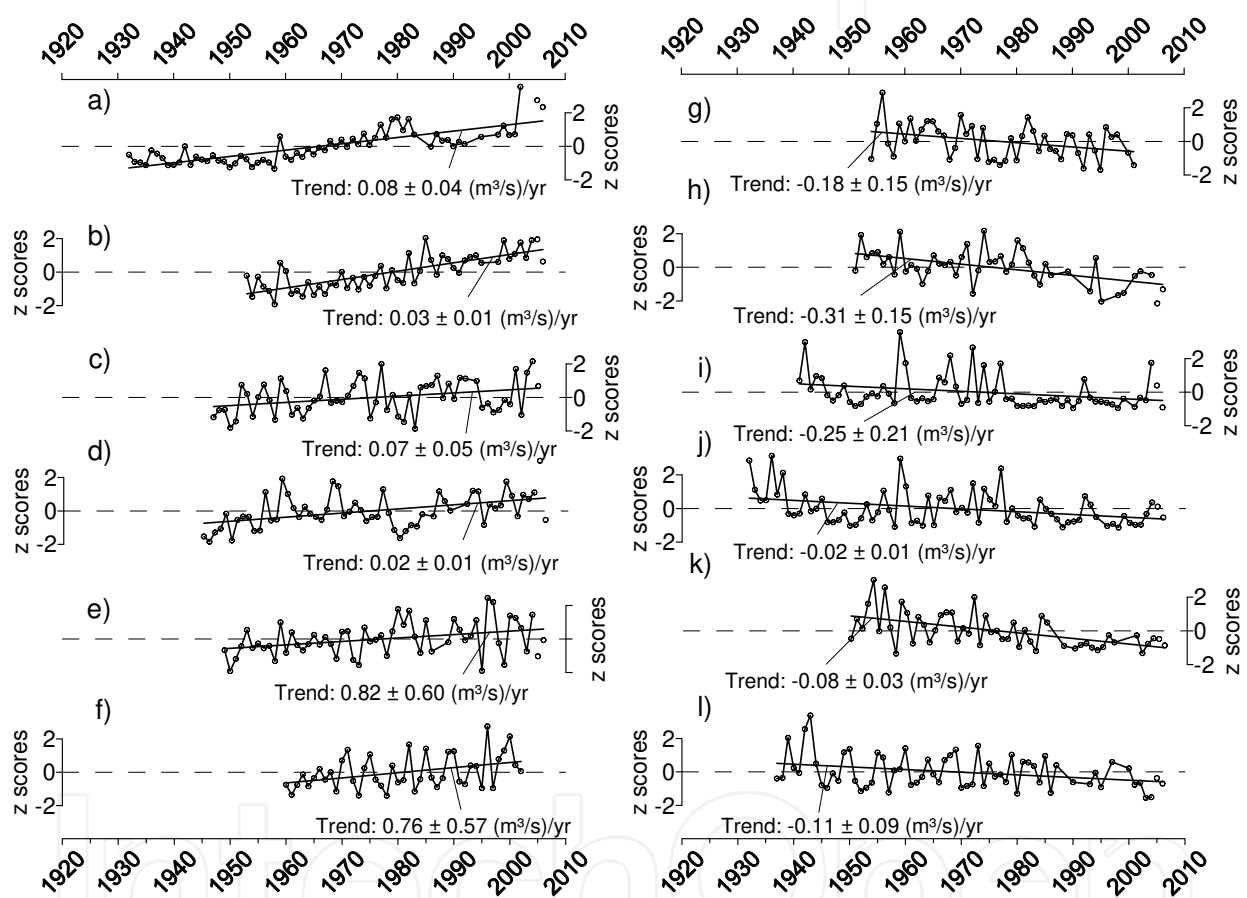 1920 1930 1940 1950 1960 1970 1980 1990 2000 2010
a)
2
0
-2
z scores
Trend: 0.08 ± 0.04 (m³/s)/yr
b)
z scores
2
0
-2
Trend: 0.03 ± 0.01 (m³/s)/yr
c)
2
0
-2
z scores
Trend: 0.07 ± 0.05 (m³/s)/yr
d)
z scores
2
0
-2
Trend: 0.02 ± 0.01 (m³/s)/yr
e)
z scores
Trend: 0.82 ± 0.60 (m³/s)/yr
f)
z scores
2
0
-2
Trend: 0.76 ± 0.57 (m³/s)/yr
1920 1930 1940 1950 1960 1970 1980 1990 2000 2010
1920 1930 1940 1950 1960 1970 1980 1990 2000 2010
g)
2
0
-2
z scores
Trend: -0.18 ± 0.15 (m³/s)/yr
h)
z scores
2
0
-2
Trend: -0.31 ± 0.15 (m³/s)/yr
i)
2
0
-2
z scores
Trend: -0.25 ± 0.21 (m³/s)/yr
j)
z scores
2
0
-2
Trend: -0.02 ± 0.01 (m³/s)/yr
k)
2
0
-2
z scores
Trend: -0.08 ± 0.03 (m³/s)/yr
l)
z scores
2
0
-2
Trend: -0.11 ± 0.09 (m³/s)/yr
1920 1930 1940 1950 1960 1970 1980 1990 2000 2010
IntechOpen